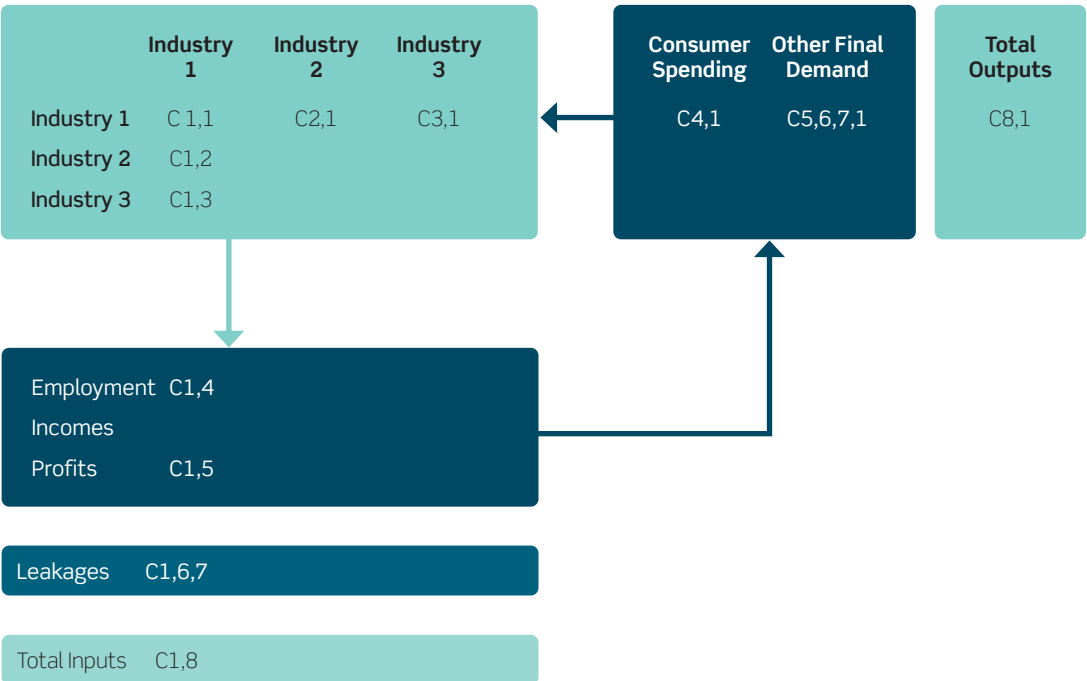 Industry 1 Industry 2 Industry 3
Industry 1 C 1,1 C2,1 C3,1
Industry 2 C1,2
Industry 3 C1,3
Consumer Spending Other Final Demand
C4,1 C5,6,7,1
Total Outputs
C8,1
Employment C1,4
Incomes
Profits C1,5
Leakages C1,6,7
Total Inputs C1,8